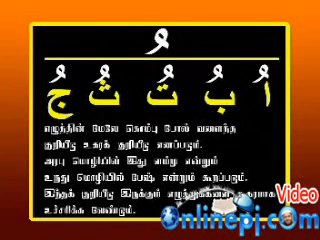 ُ
اُ بُ تُ ثُ جُ
எழுத்தின் மேலே கொம்பு போல் வளைந்த
குறியீடு உகரக் குறியீடு எனப்படும்.
அரபு மொழியில் இது லம்மு என்றும்
உருது மொழியில் பேஷ் என்றும் கூறப்படும்.
இந்தக் குறியீடு இருக்கும் எழுத்துக்களை உகரமாக
உச்சரிக்க வேண்டும்.
Video
Onlinepj.com